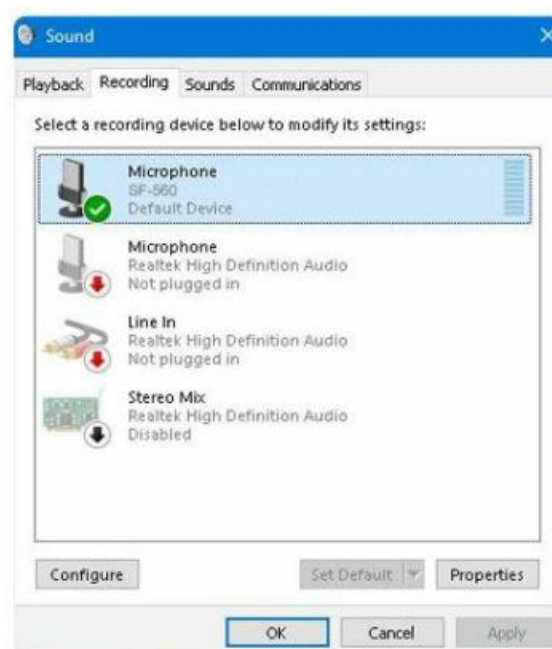 Sound
Playback Recording Sounds Communications
Select a recording device below to modify its settings:
Microphone
SF-560
Default Device
Microphone
Realtek High Definition Audio
Not plugged in
Line In
Realtek High Definition Audio
Not plugged in
Stereo Mix
Realtek High Definition Audio
Disabled
Configure Set Default Properties
OK Cancel Apply